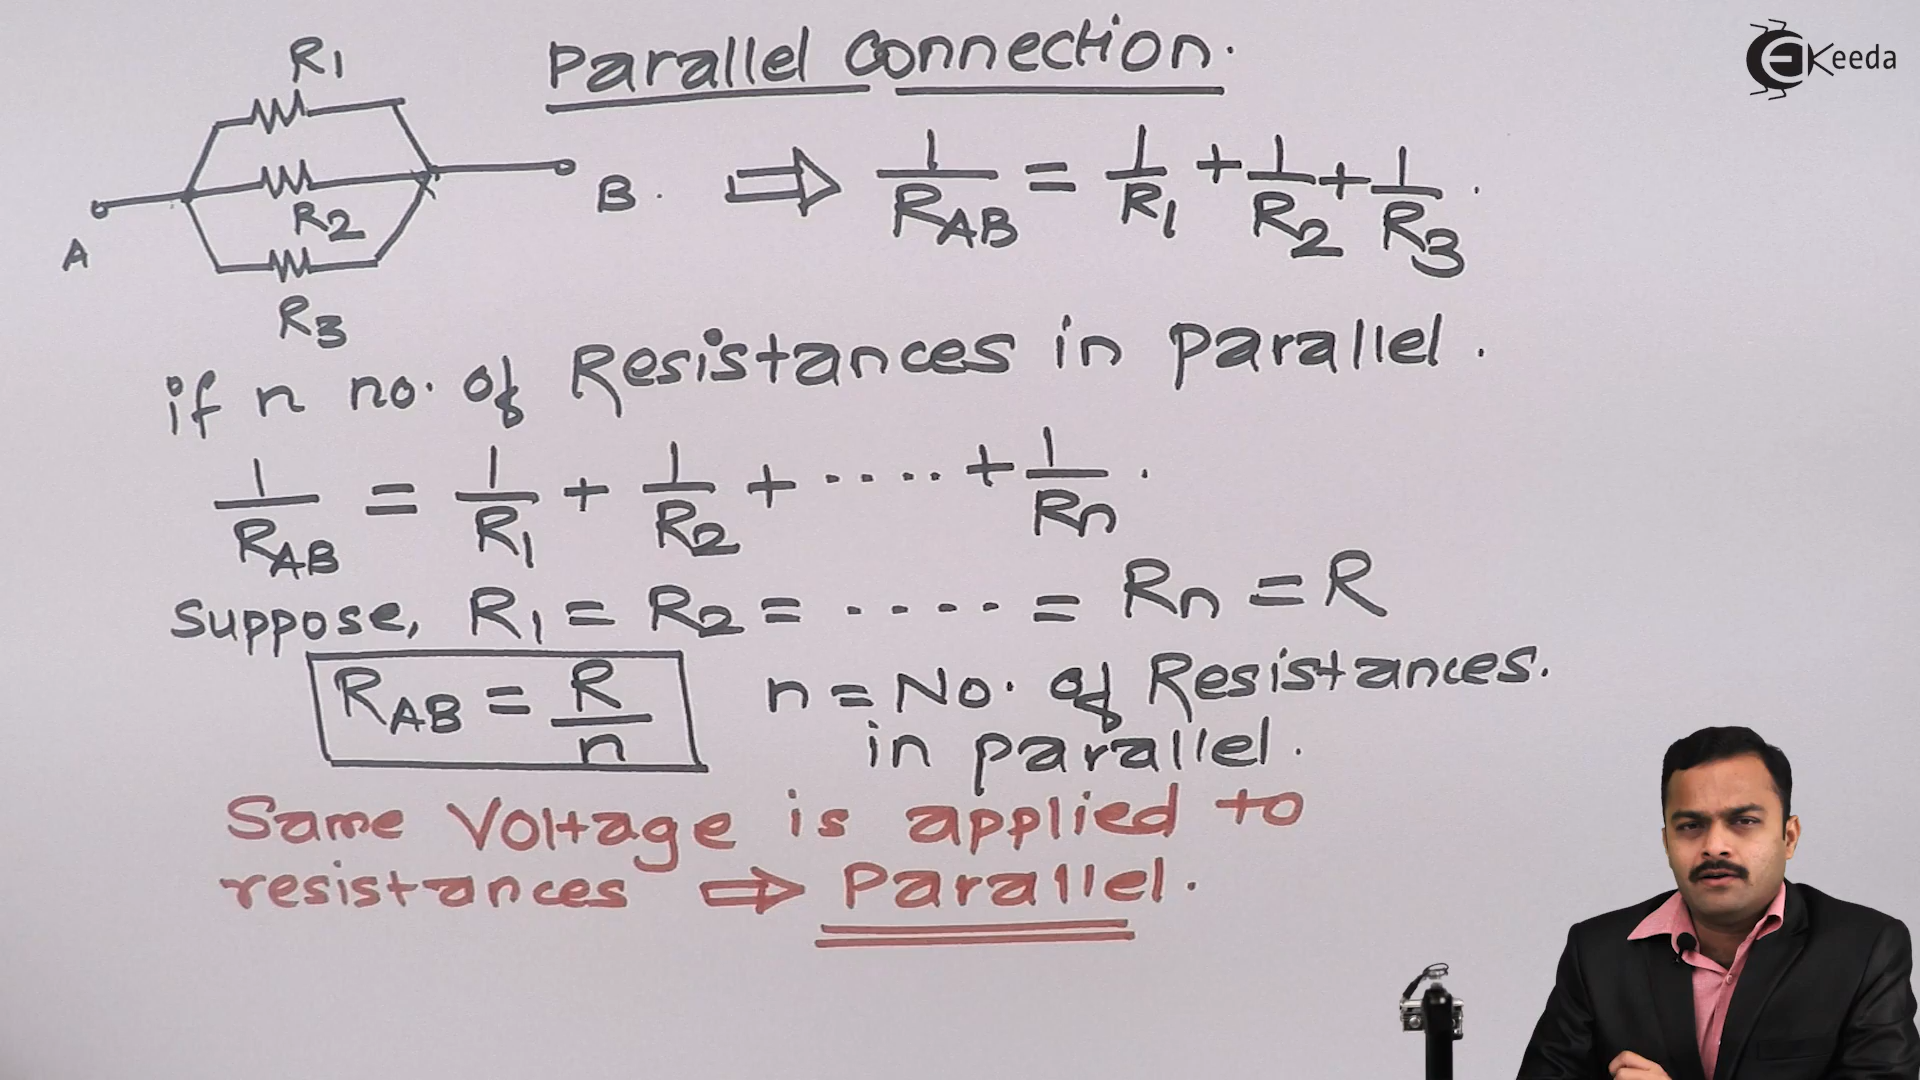 Parallel Connection.
Keeda
R1
R2
R3
A
B.
⇒ 1/RAB = 1/R1 + 1/R2 + 1/R3.
if n no. of Resistances in parallel.
1/RAB = 1/R1 + 1/R2 + ..... + 1/Rn.
Suppose, R1 = R2 = ..... = Rn = R
RAB = R/n
n = No. of Resistances.
in parallel.
Same Voltage is applied to
resistances ⇒ Parallel.